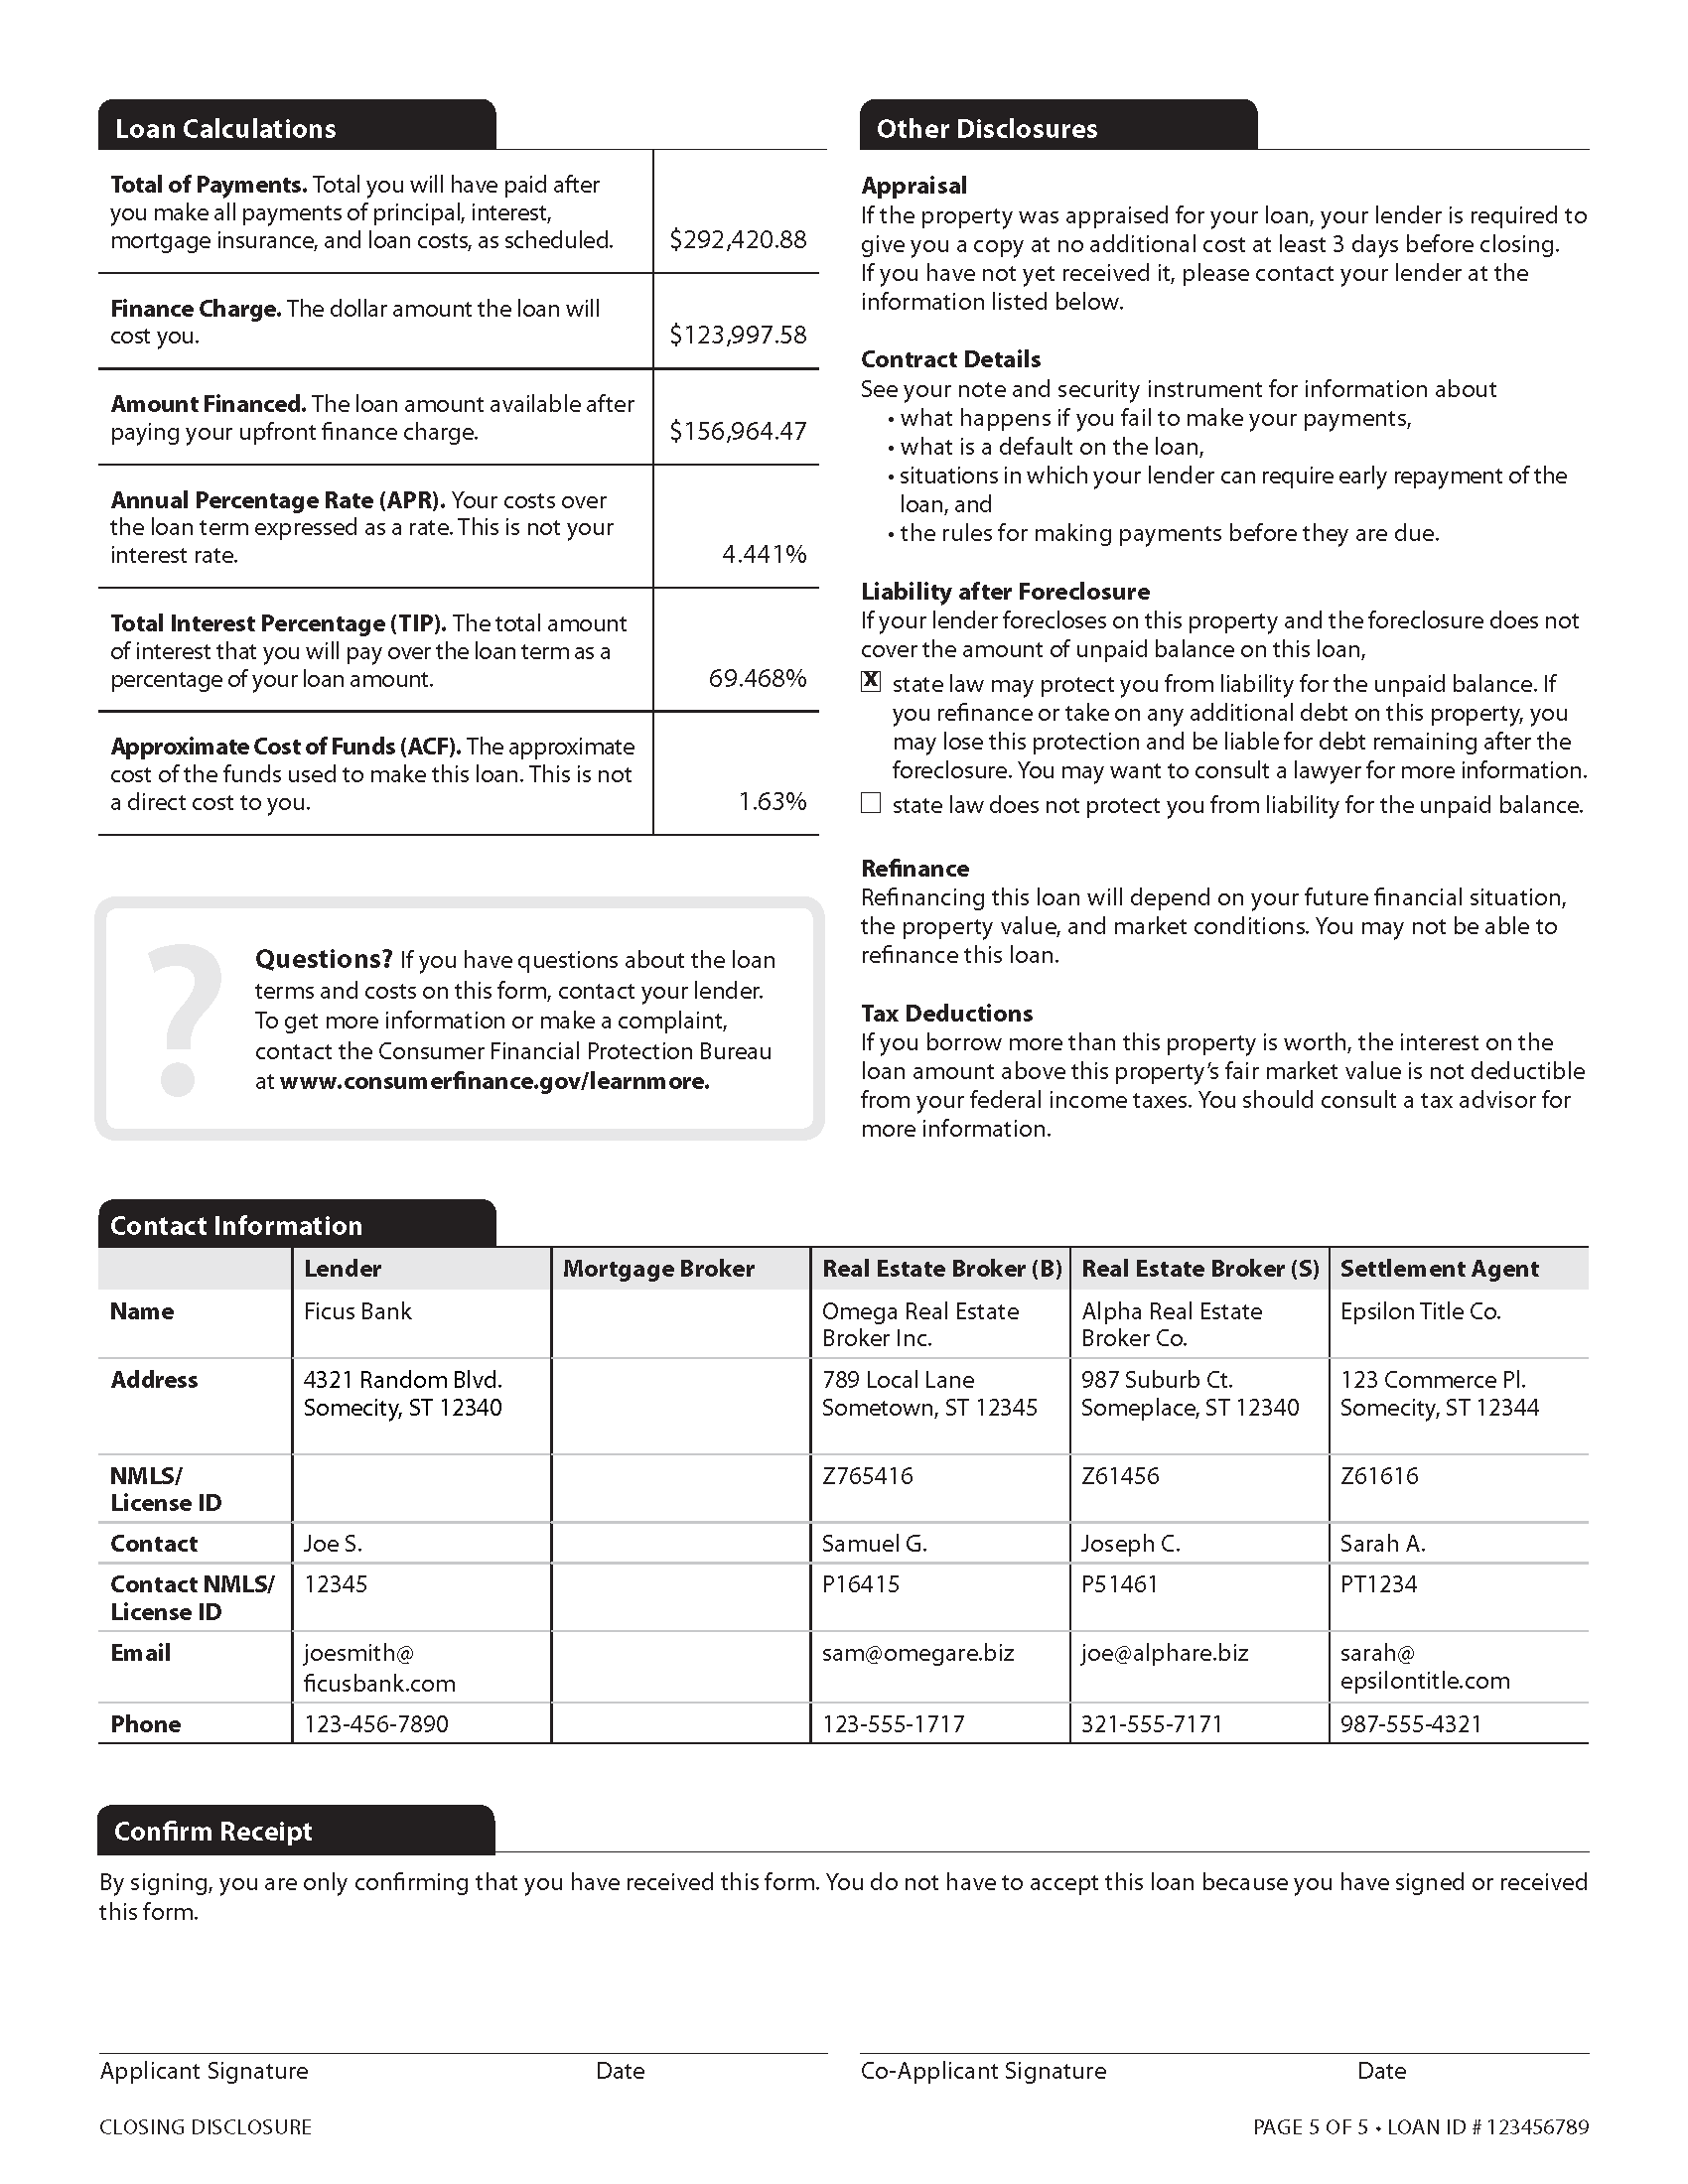 Loan Calculations
Total of Payments. Total you will have paid after
you make all payments of principal, interest,
mortgage insurance, and loan costs, as scheduled.
$292,420.88
Finance Charge. The dollar amount the loan will
cost you.
$123,997.58
Amount Financed. The loan amount available after
paying your upfront finance charge.
$156,964.47
Annual Percentage Rate (APR). Your costs over
the loan term expressed as a rate. This is not your
interest rate.
4.441%
Total Interest Percentage (TIP). The total amount
of interest that you will pay over the loan term as a
percentage of your loan amount.
69.468%
Approximate Cost of Funds (ACF). The approximate
cost of the funds used to make this loan. This is not
a direct cost to you.
1.63%
?
Questions? If you have questions about the loan
terms and costs on this form, contact your lender.
To get more information or make a complaint,
contact the Consumer Financial Protection Bureau
at www.consumerfinance.gov/learnmore.
Other Disclosures
Appraisal
If the property was appraised for your loan, your lender is required to
give you a copy at no additional cost at least 3 days before closing.
If you have not yet received it, please contact your lender at the
information listed below.
Contract Details
See your note and security instrument for information about
• what happens if you fail to make your payments,
• what is a default on the loan,
• situations in which your lender can require early repayment of the
loan, and
• the rules for making payments before they are due.
Liability after Foreclosure
If your lender forecloses on this property and the foreclosure does not
cover the amount of unpaid balance on this loan,
X state law may protect you from liability for the unpaid balance. If
you refinance or take on any additional debt on this property, you
may lose this protection and be liable for debt remaining after the
foreclosure. You may want to consult a lawyer for more information.
state law does not protect you from liability for the unpaid balance.
Refinance
Refinancing this loan will depend on your future financial situation,
the property value, and market conditions. You may not be able to
refinance this loan.
Tax Deductions
If you borrow more than this property is worth, the interest on the
loan amount above this property's fair market value is not deductible
from your federal income taxes. You should consult a tax advisor for
more information.
Contact Information
Lender Mortgage Broker Real Estate Broker (B) Real Estate Broker (S) Settlement Agent
Name Ficus Bank Omega Real Estate Alpha Real Estate Epsilon Title Co.
Broker Inc. Broker Co.
Address 4321 Random Blvd. 789 Local Lane 987 Suburb Ct. 123 Commerce Pl.
Somecity, ST 12340 Sometown, ST 12345 Someplace, ST 12340 Somecity, ST 12344
NMLS/ Z765416 Z61456 Z61616
License ID
Contact Joe S. Samuel G. Joseph C. Sarah A.
Contact NMLS/ 12345 P16415 P51461 PT1234
License ID
Email joesmith@ sam@omegare.biz joe@alphare.biz sarah@
ficusbank.com epsilontitle.com
Phone 123-456-7890 123-555-1717 321-555-7171 987-555-4321
Confirm Receipt
By signing, you are only confirming that you have received this form. You do not have to accept this loan because you have signed or received
this form.
Applicant Signature Date Co-Applicant Signature Date
CLOSING DISCLOSURE PAGE 5 OF 5 • LOAN ID # 123456789